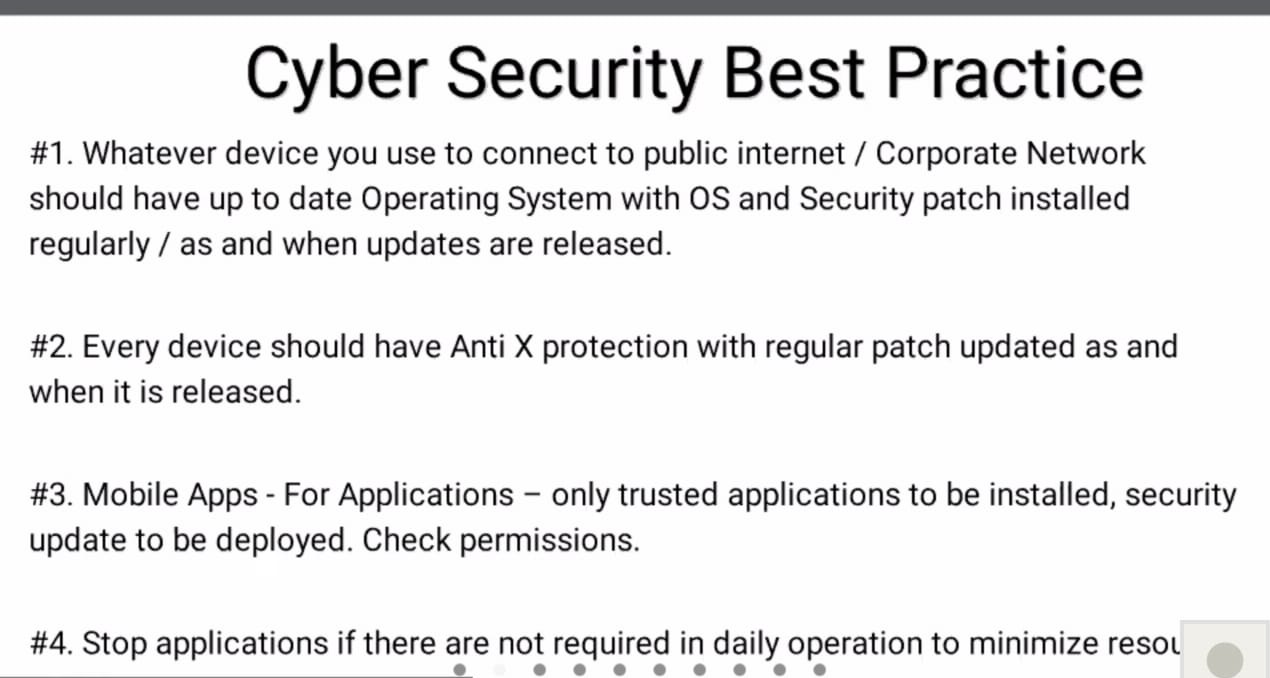 Cyber Security Best Practice
#1. Whatever device you use to connect to public internet / Corporate Network
should have up to date Operating System with OS and Security patch installed
regularly / as and when updates are released.
#2. Every device should have Anti X protection with regular patch updated as and
when it is released.
#3. Mobile Apps - For Applications – only trusted applications to be installed, security
update to be deployed. Check permissions.
#4. Stop applications if there are not required in daily operation to minimize